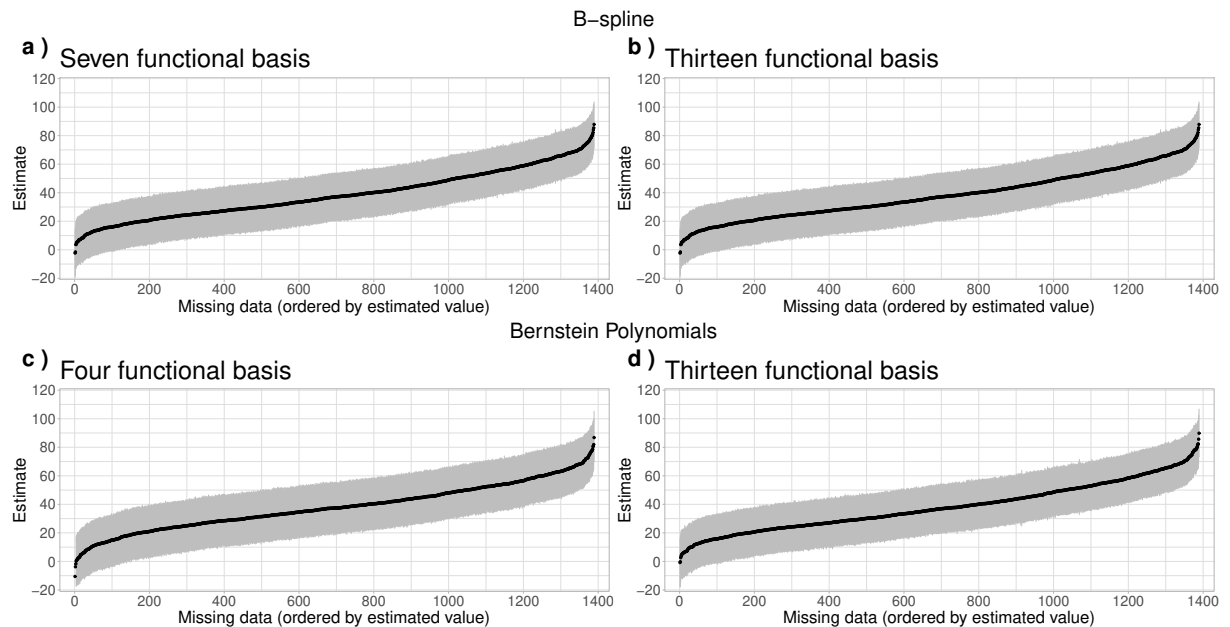 B−spline
a ) Seven functional basis
120
100
80
60
40
20
0
−20
Estimate
0 200 400 600 800 1000 1200 1400
Missing data (ordered by estimated value)
b ) Thirteen functional basis
120
100
80
60
40
20
0
−20
Estimate
0 200 400 600 800 1000 1200 1400
Missing data (ordered by estimated value)
Bernstein Polynomials
c ) Four functional basis
120
100
80
60
40
20
0
−20
Estimate
0 200 400 600 800 1000 1200 1400
Missing data (ordered by estimated value)
d ) Thirteen functional basis
120
100
80
60
40
20
0
−20
Estimate
0 200 400 600 800 1000 1200 1400
Missing data (ordered by estimated value)